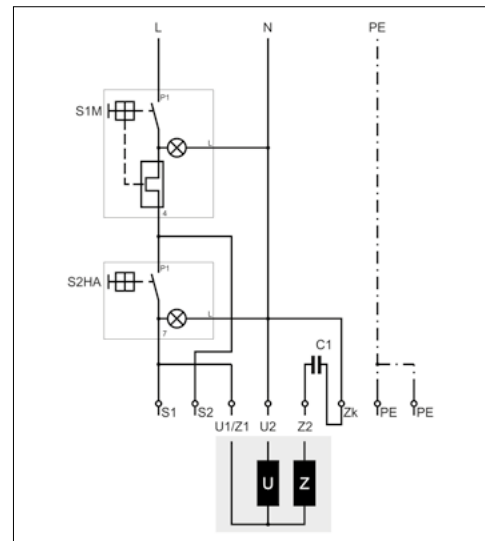 L N PE
P1
S1M
L
4
P1
S2HA
L
7
C1
S1 S2 U1/Z1 U2 Z2 Zk PE PE
U Z